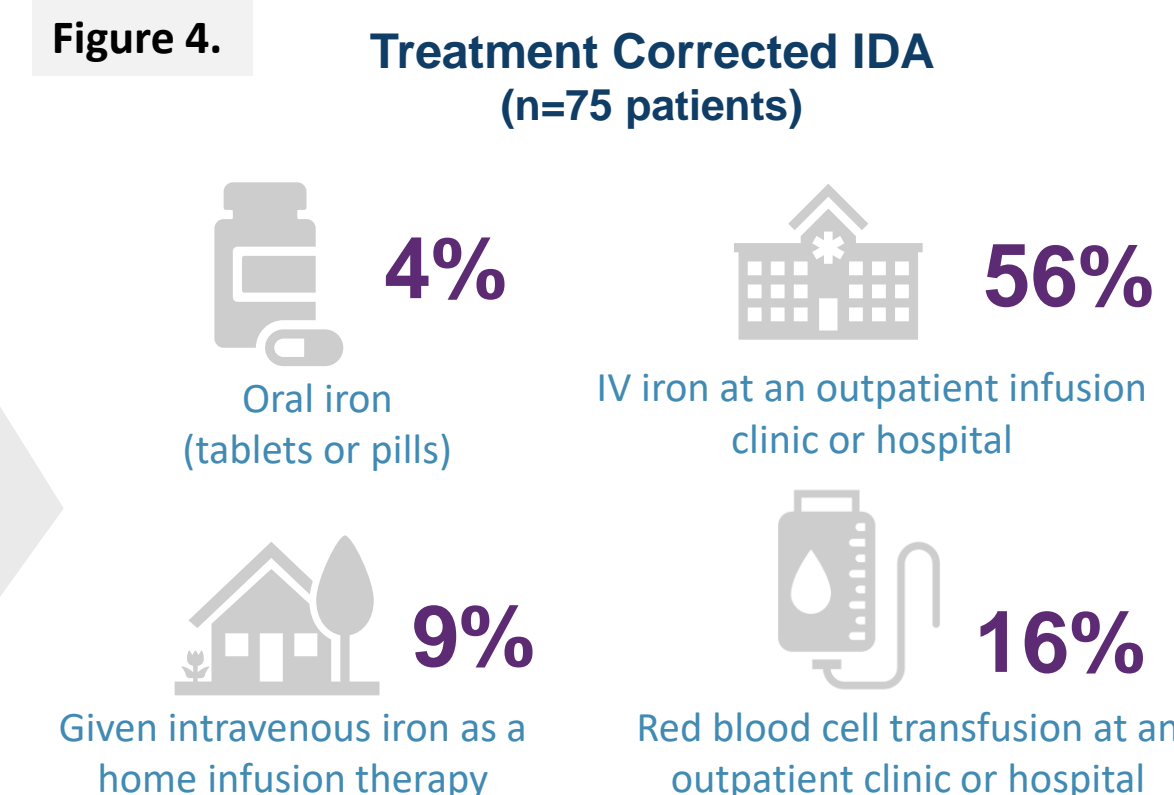 Figure 4.
Treatment Corrected IDA
(n=75 patients)
4%
Oral iron
(tablets or pills)
56%
IV iron at an outpatient infusion
clinic or hospital
9%
Given intravenous iron as a
home infusion therapy
16%
Red blood cell transfusion at an
outpatient clinic or hospital